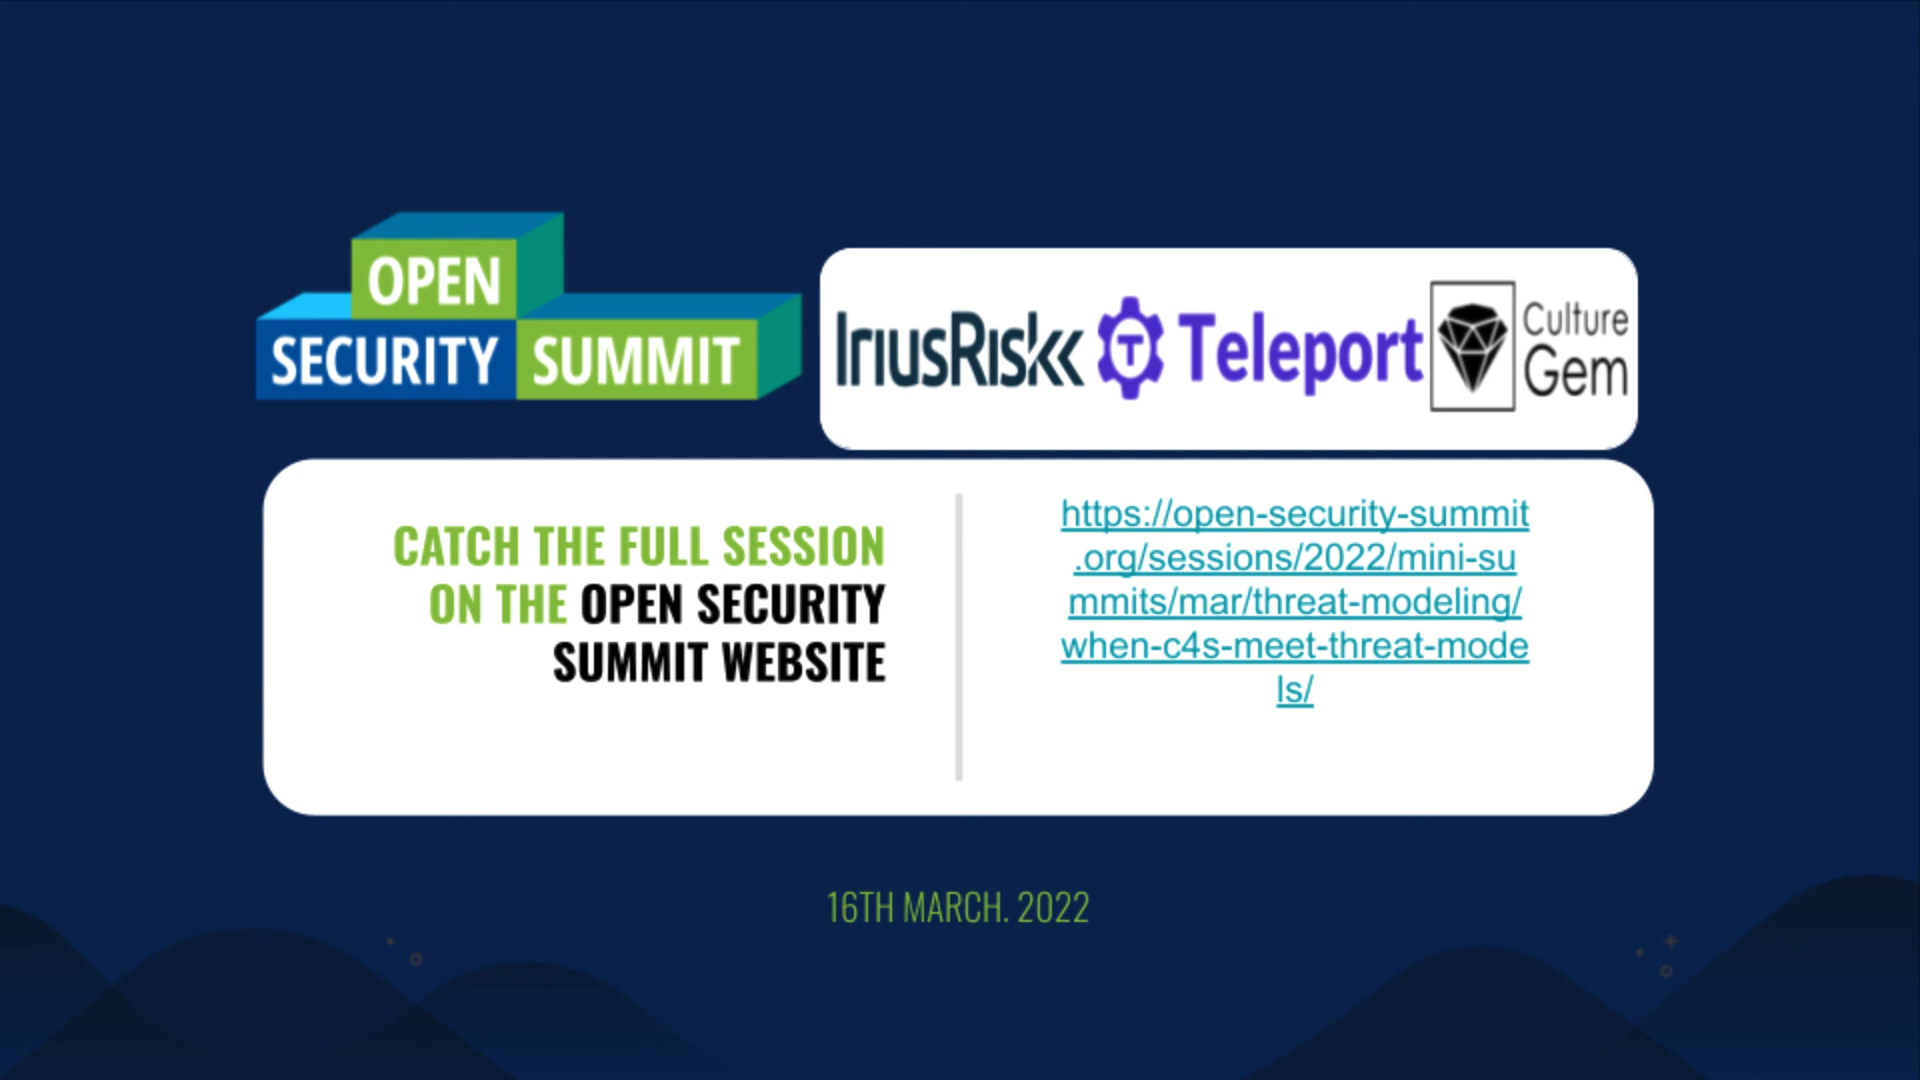 OPEN
SECURITY SUMMIT
IriusRisk
T Teleport
Culture
Gem
CATCH THE FULL SESSION
ON THE OPEN SECURITY
SUMMIT WEBSITE
https://open-security-summit
.org/sessions/2022/mini-su
mmits/mar/threat-modeling/
when-c4s-meet-threat-mode
ls/
16TH MARCH. 2022